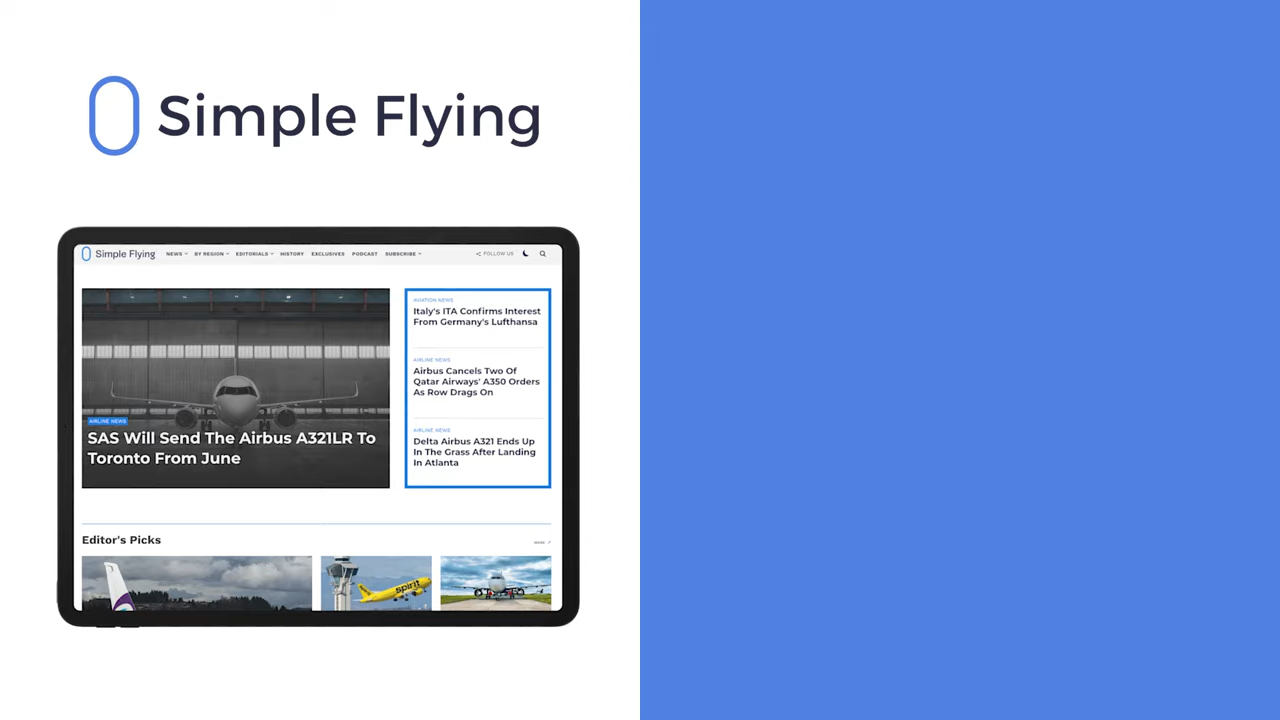 Simple Flying
Simple Flying
NEWS BY REGION EDITORIALS HISTORY EXCLUSIVES PODCAST SUBSCRIBE FOLLOW US
AIRLINE NEWS
SAS Will Send The Airbus A321LR To
Toronto From June
AVIATION NEWS
Italy's ITA Confirms Interest
From Germany's Lufthansa
AIRLINE NEWS
Airbus Cancels Two Of
Qatar Airways' A350 Orders
As Row Drags On
AIRLINE NEWS
Delta Airbus A321 Ends Up
In The Grass After Landing
In Atlanta
Editor's Picks
MORE
spirit